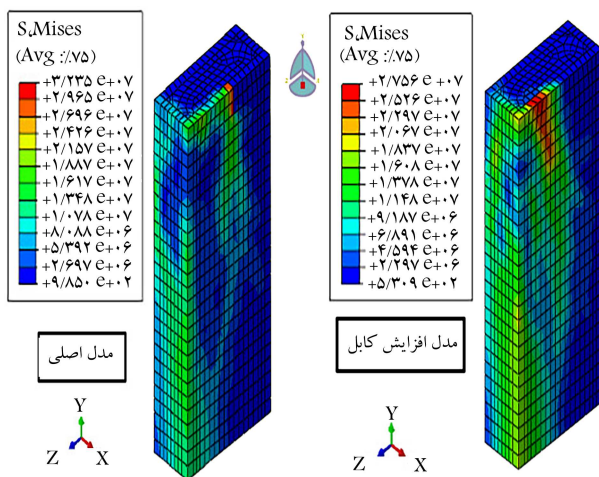 S،Mises
(Avg :٪۷۵)
+۳/۲۳۵ e+۰۷
+۲/۹۶۵ e+۰۷
+۲/۶۹۶ e+۰۷
+۲/۴۲۶ e+۰۷
+۲/۱۵۷ e+۰۷
+۱/۸۸۷ e+۰۷
+۱/۶۱۷ e+۰۷
+۱/۳۴۸ e+۰۷
+۱/۰۷۸ e+۰۷
+۸/۰۸۸ e+۰۶
+۵/۳۹۲ e+۰۶
+۲/۶۹۷ e+۰۶
+۹/۸۵۰ e+۰۲
مدل اصلی
Y
Z X
S،Mises
(Avg :٪۷۵)
+۲/۷۵۶ e+۰۷
+۲/۵۲۶ e+۰۷
+۲/۲۹۷ e+۰۷
+۲/۰۶۷ e+۰۷
+۱/۸۳۷ e+۰۷
+۱/۶۰۸ e+۰۷
+۱/۳۷۸ e+۰۷
+۱/۱۴۸ e+۰۷
+۹/۱۸۷ e+۰۶
+۶/۸۹۱ e+۰۶
+۴/۵۹۴ e+۰۶
+۲/۲۹۷ e+۰۶
+۵/۳۰۹ e+۰۲
مدل افزایش کابل
Y
Z X